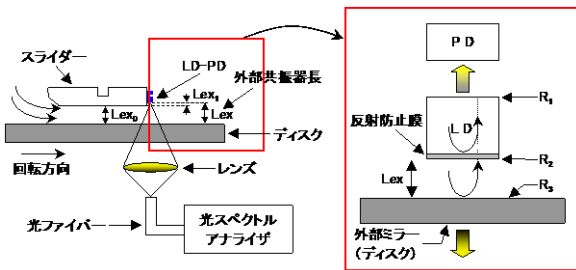 スライダー
LD-PD
Lex₁
外部共振器長
Lex₀
Lex
ディスク
回転方向
レンズ
光ファイバー
光スペクトル
アナライザ
PD
R₁
反射防止膜
LD
R₂
Lex
R₃
外部ミラー
(ディスク)